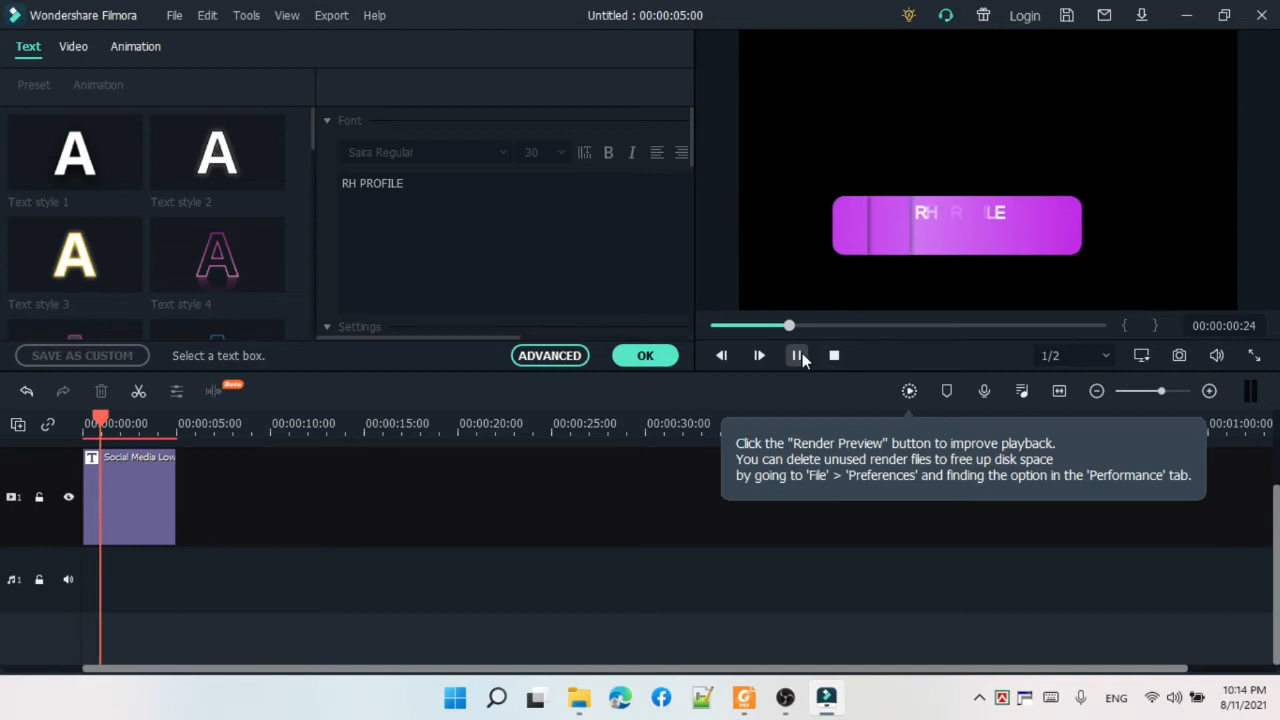 Wondershare Filmora File Edit Tools View Export Help Untitled : 00:00:05:00 Login
Text Video Animation
Preset Animation
Font
Saira Regular 30 B I
RH PROFILE
A A
Text style 1 Text style 2
A A
Text style 3 Text style 4
Settings
RH R LE
00:00:00:24
SAVE AS CUSTOM Select a text box. ADVANCED OK 1/2
Beta
00:00:00:00 00:00:05:00 00:00:10:00 00:00:15:00 00:00:20:00 00:00:25:00 00:00:30:00 00:01:00:00
Click the "Render Preview" button to improve playback.
You can delete unused render files to free up disk space
by going to 'File' > 'Preferences' and finding the option in the 'Performance' tab.
T Social Media Low
1
1
ENG
10:14 PM
8/11/2021